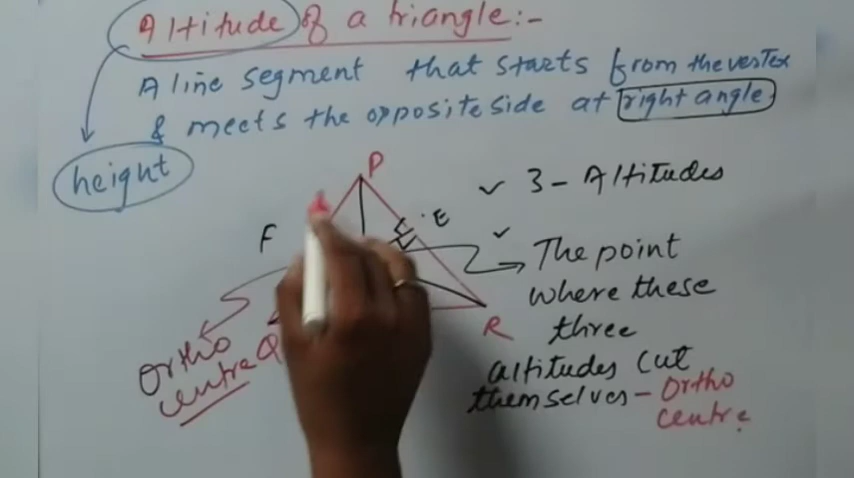 Altitude of a triangle:-
A line segment that starts from the vertex
& meets the opposite side at right angle
height
P
3 - Altitudes
E
F
The point
where these
three
altitudes cut
themselves - Ortho
centre
R
Q
Ortho
centre